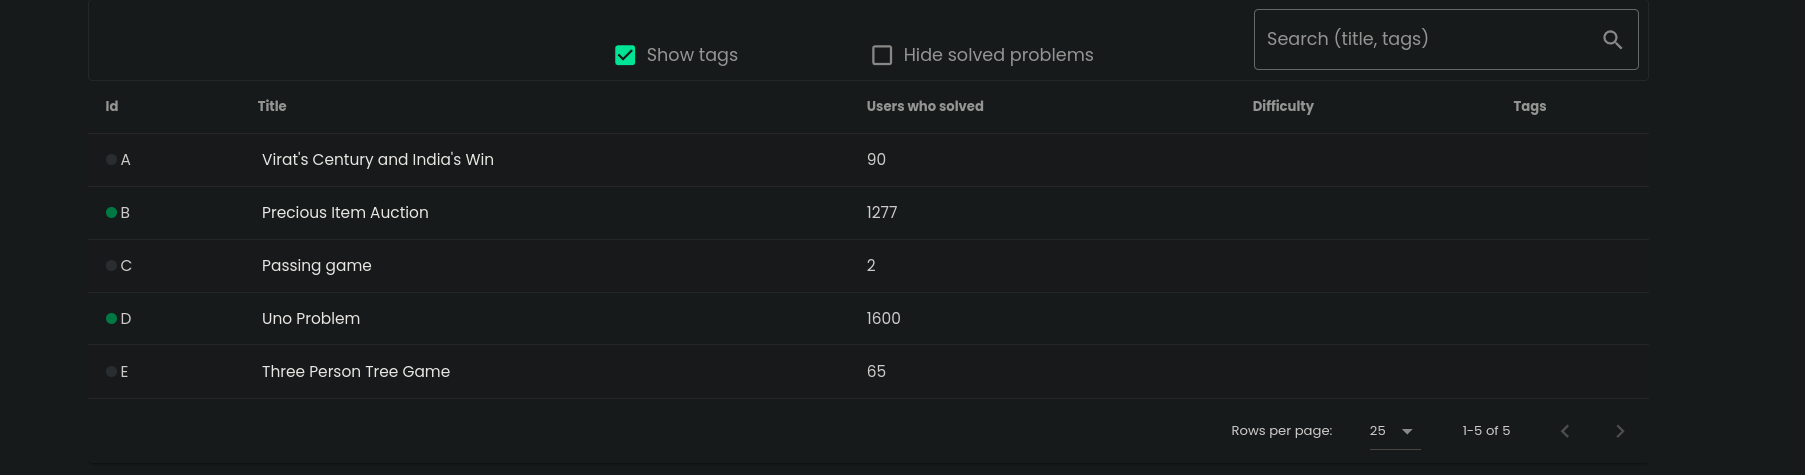 Show tags Hide solved problems Search (title, tags)
Id Title Users who solved Difficulty Tags
A Virat's Century and India's Win 90
B Precious Item Auction 1277
C Passing game 2
D Uno Problem 1600
E Three Person Tree Game 65
Rows per page: 25 1-5 of 5